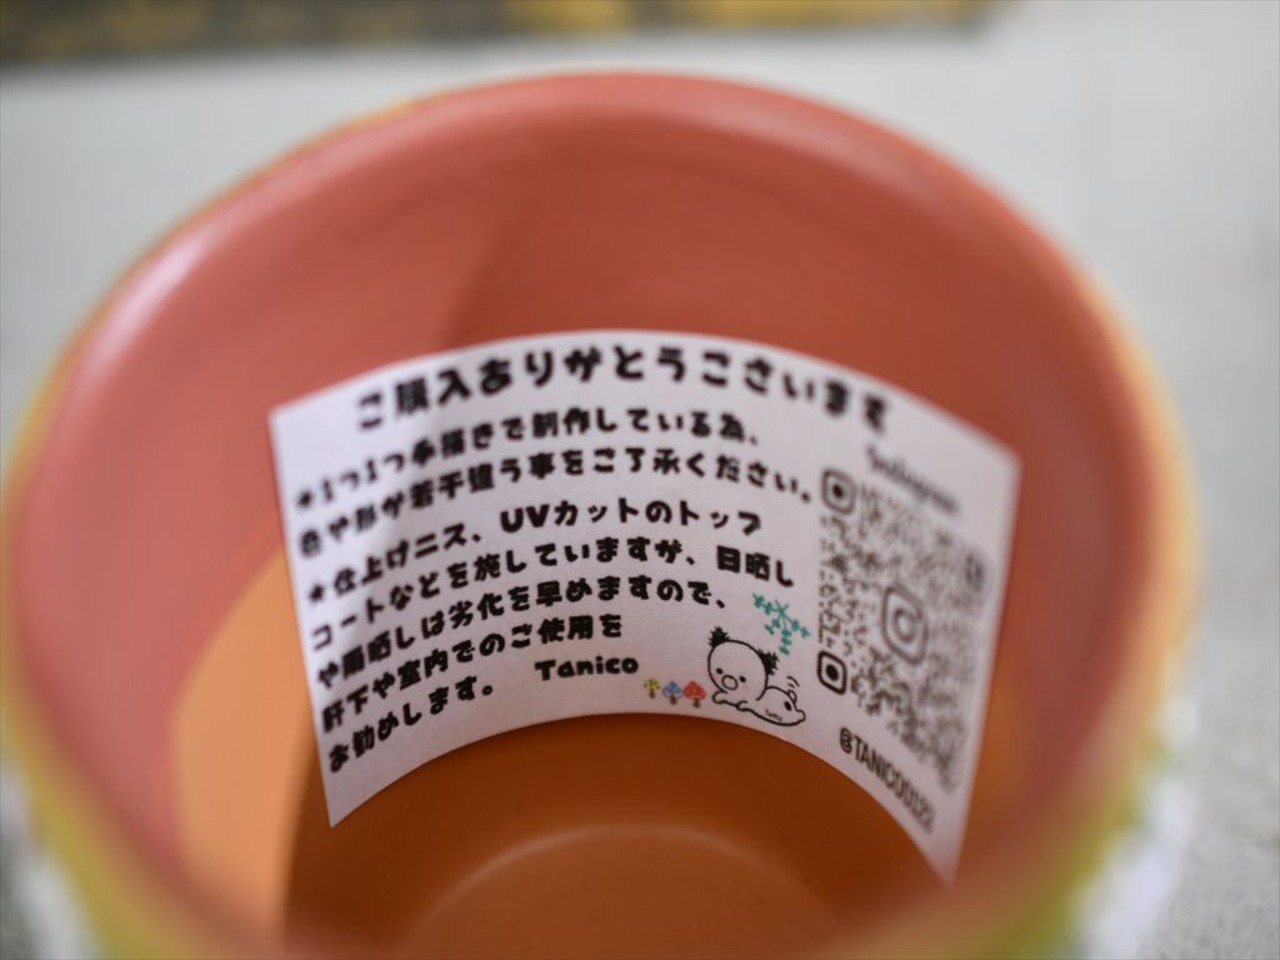 ご購入ありがとうございます
★1つ1つ手描きで制作している為、
色や形が若干違う事をご了承ください。
★仕上げニス、UVカットのトップ
コートなどを施していますが、日晒し
や雨晒しは劣化を早めますので、
軒下や室内でのご使用を
お勧めします。 Tanico
Instagram
@TANICO0122